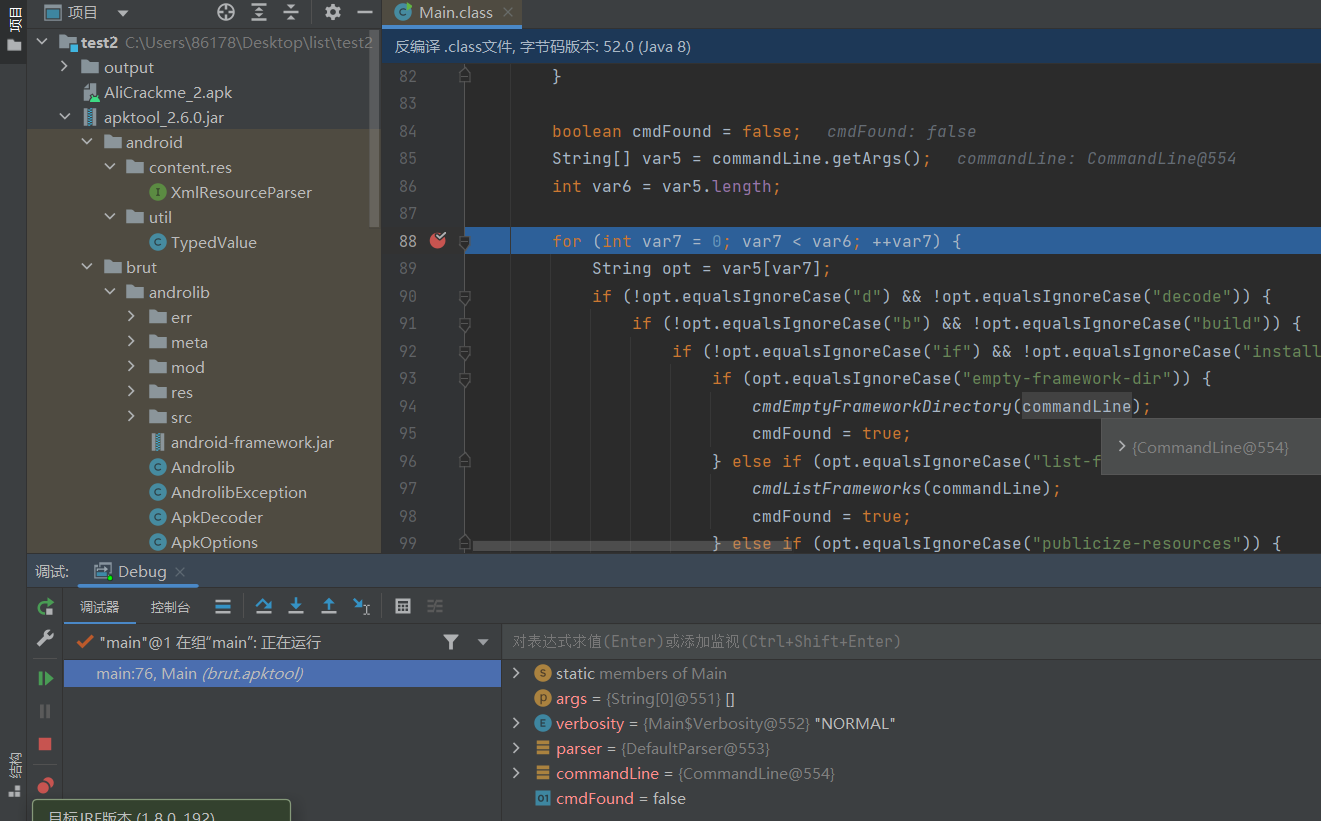 项目
项目
test2 C:\Users\86178\Desktop\list\test2
output
AliCrackme_2.apk
apktool_2.6.0.jar
android
content.res
XmlResourceParser
util
TypedValue
brut
androlib
err
meta
mod
res
src
android-framework.jar
Androlib
AndrolibException
ApkDecoder
ApkOptions
Main.class
反编译 .class文件, 字节码版本: 52.0 (Java 8)
82 }
83
84 boolean cmdFound = false; cmdFound: false
85 String[] var5 = commandLine.getArgs(); commandLine: CommandLine@554
86 int var6 = var5.length;
87
88 for (int var7 = 0; var7 < var6; ++var7) {
89 String opt = var5[var7];
90 if (!opt.equalsIgnoreCase("d") && !opt.equalsIgnoreCase("decode")) {
91 if (!opt.equalsIgnoreCase("b") && !opt.equalsIgnoreCase("build")) {
92 if (!opt.equalsIgnoreCase("if") && !opt.equalsIgnoreCase("install
93 if (opt.equalsIgnoreCase("empty-framework-dir")) {
94 cmdEmptyFrameworkDirectory(commandLine);
95 cmdFound = true;
{CommandLine@554}
96 } else if (opt.equalsIgnoreCase("list-f
97 cmdListFrameworks(commandLine);
98 cmdFound = true;
99 } else if (opt.equalsIgnoreCase("publicize-resources")) {
调试: Debug
调试器 控制台
"main"@1 在组“main”: 正在运行
main:76, Main (brut.apktool)
对表达式求值(Enter)或添加监视(Ctrl+Shift+Enter)
static members of Main
args = {String[0]@551} []
verbosity = {Main$Verbosity@552} "NORMAL"
parser = {DefaultParser@553}
commandLine = {CommandLine@554}
01 cmdFound = false
结构
目标JRE版本 (1.8.0_192)